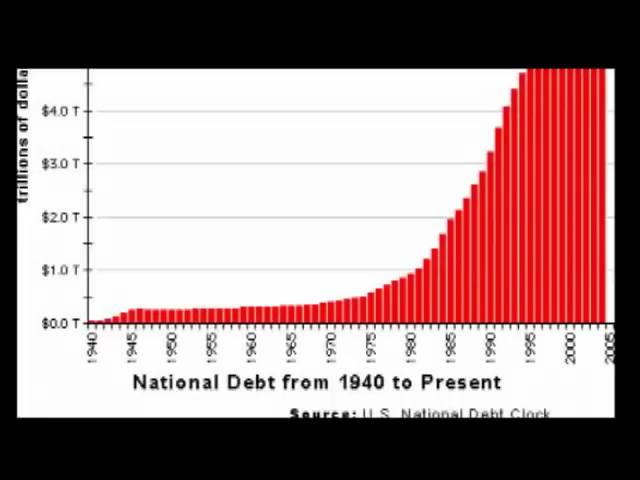 trillions of dolla
$4.0 T
$3.0 T
$2.0 T
$1.0 T
$0.0 T
1940
1945
1950
1955
1960
1965
1970
1975
1980
1985
1990
1995
2000
2005
National Debt from 1940 to Present
Source: U.S. National Debt Clock